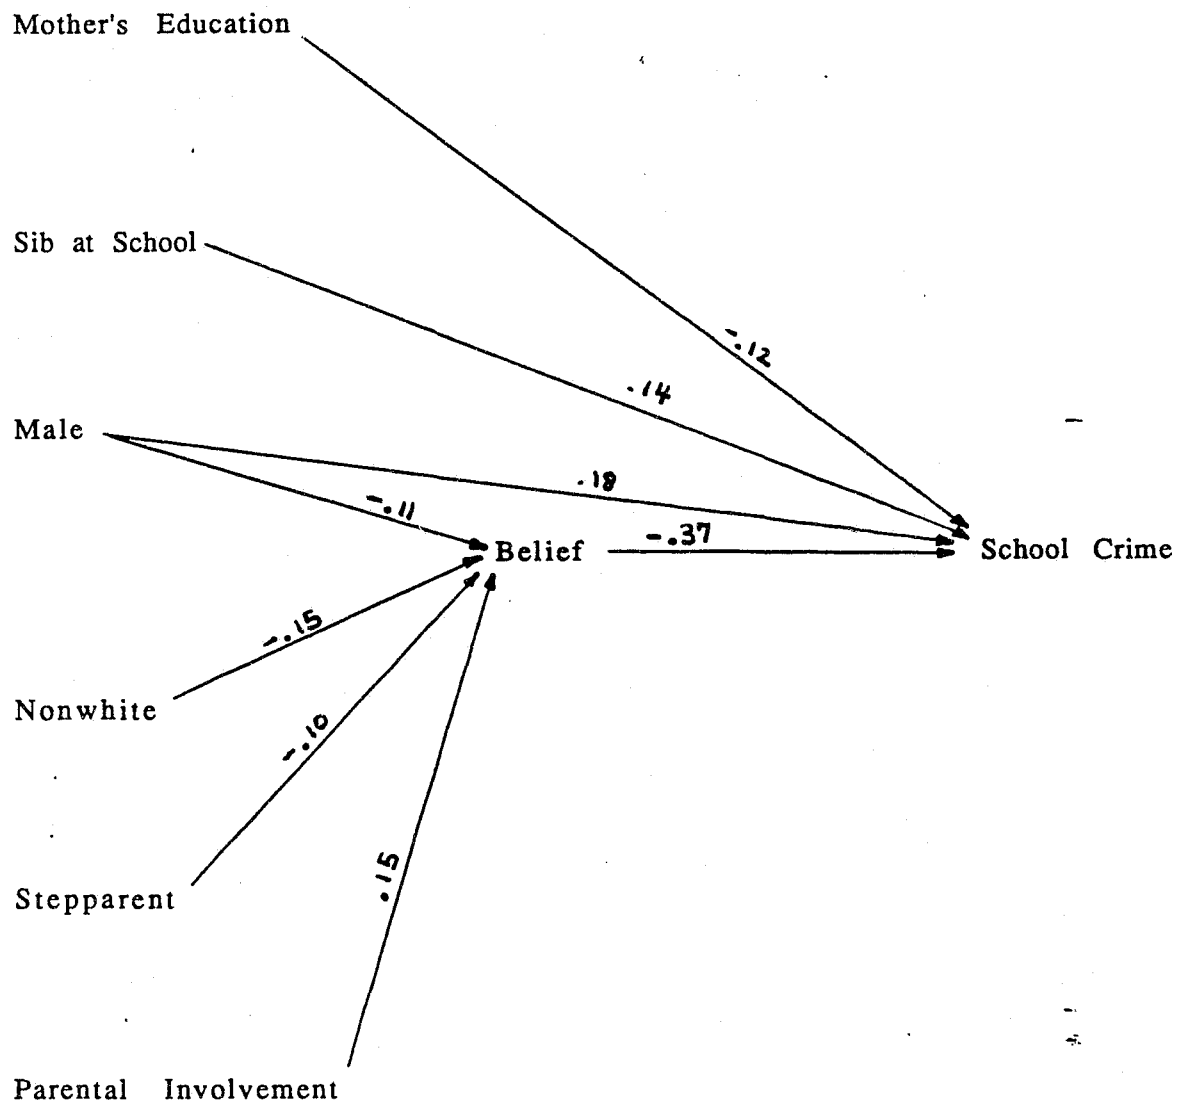 Mother's Education
Sib at School
-.12
.14
Male
.18
-.11
-.37
Belief
School Crime
-.15
Nonwhite
-.10
.15
Stepparent
Parental Involvement